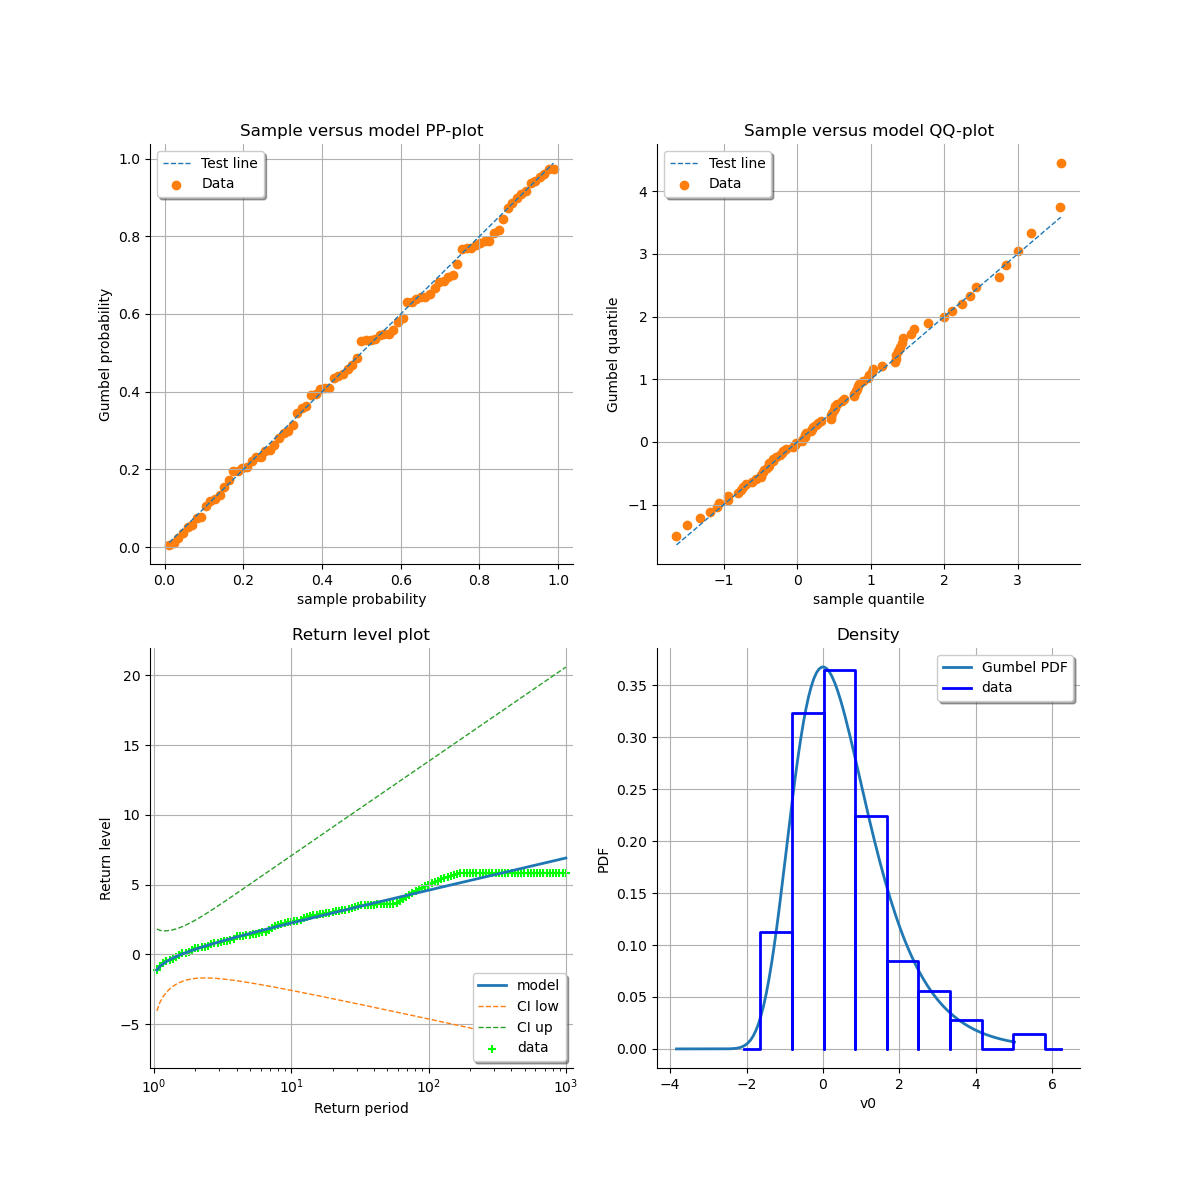 Sample versus model PP-plot
Test line
Data
1.0
0.8
0.6
0.4
0.2
0.0
Gumbel probability
0.0 0.2 0.4 0.6 0.8 1.0
sample probability
Sample versus model QQ-plot
Test line
Data
4
3
2
1
0
−1
Gumbel quantile
−1 0 1 2 3
sample quantile
Return level plot
20
15
10
5
0
−5
Return level
model
CI low
CI up
data
10⁰ 10¹ 10² 10³
Return period
Density
Gumbel PDF
data
0.35
0.30
0.25
0.20
0.15
0.10
0.05
0.00
PDF
−4 −2 0 2 4 6
v0